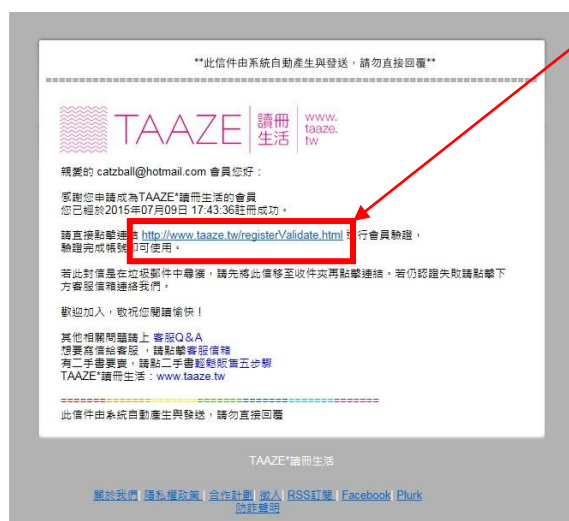 **此信件由系統自動產生與發送，請勿直接回覆**
TAAZE 讀冊生活 www.taaze.tw
親愛的 catzball@hotmail.com 會員您好：
感謝您申請成為TAAZE*讀冊生活的會員
您已經於2015年07月09日 17:43:36註冊成功。
請直接點擊連結 http://www.taaze.tw/registerValidate.html 進行會員驗證，
驗證完成帳號即可使用。
若此封信是在垃圾郵件中尋獲，請先將此信移至收件夾再點擊連結。若仍認證失敗請點擊下
方客服信箱連絡我們。
歡迎加入，敬祝您閱讀愉快！
其他相關問題請上 客服Q&A
想要寫信給客服 ，請點擊客服信箱
有二手書要賣，請點二手書輕鬆販售五步驟
TAAZE*讀冊生活：www.taaze.tw
============================================
此信件由系統自動產生與發送，請勿直接回覆
TAAZE*讀冊生活
關於我們| 隱私權政策 | 合作計劃| 徵人| RSS訂閱 | Facebook| Plurk
防詐聲明